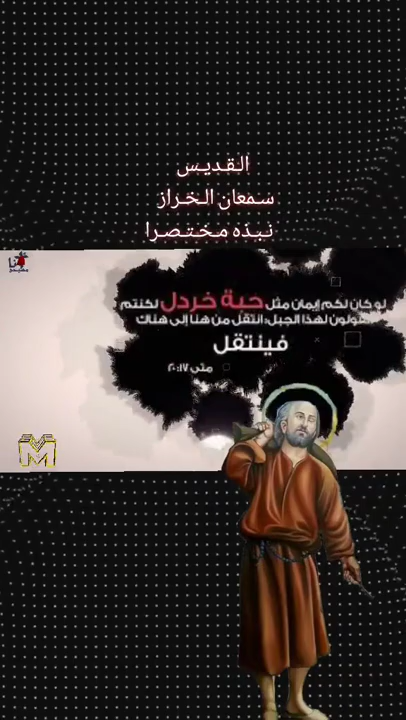 القديس
سمعان الخراز
نبذه مختصرا
لو كان لكم إيمان مثل حبة خردل لكنتم
تقولون لهذا الجبل: انتقل من هنا إلى هناك
فينتقل
متى ٢٠:١٧
M